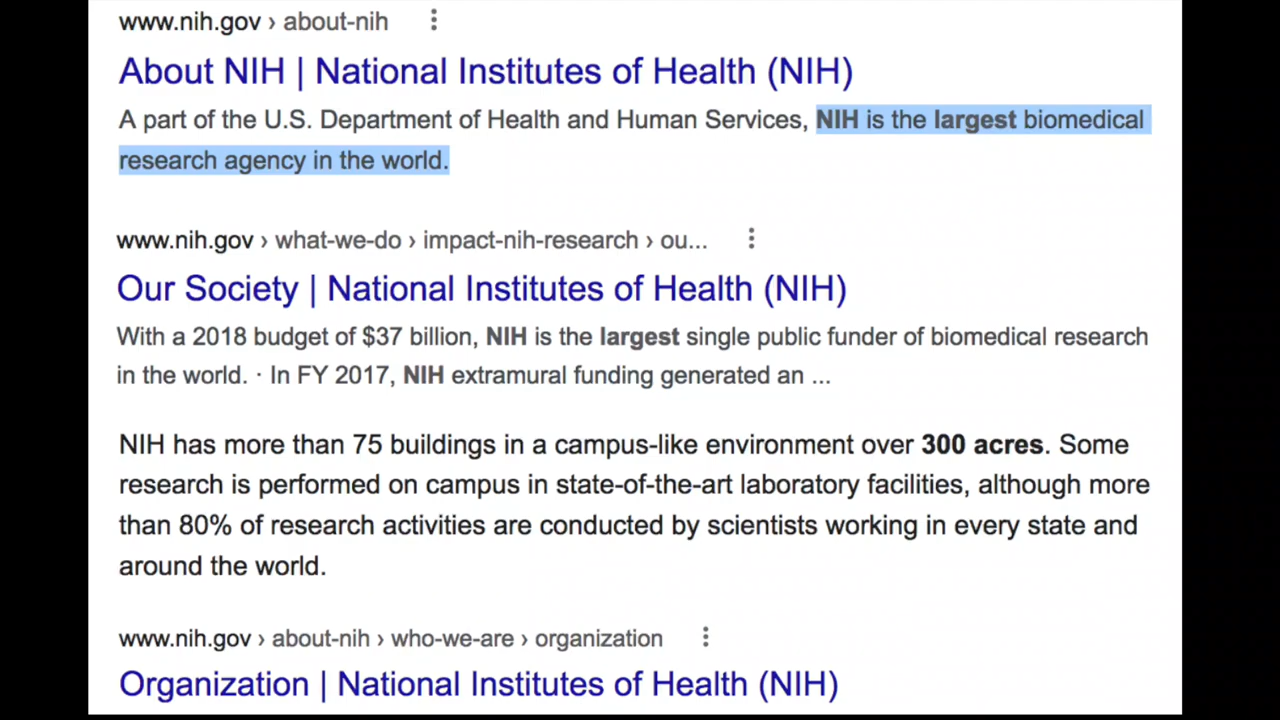 www.nih.gov › about-nih
About NIH | National Institutes of Health (NIH)
A part of the U.S. Department of Health and Human Services, NIH is the largest biomedical
research agency in the world.
www.nih.gov › what-we-do › impact-nih-research › ou...
Our Society | National Institutes of Health (NIH)
With a 2018 budget of $37 billion, NIH is the largest single public funder of biomedical research
in the world. · In FY 2017, NIH extramural funding generated an ...
NIH has more than 75 buildings in a campus-like environment over 300 acres. Some
research is performed on campus in state-of-the-art laboratory facilities, although more
than 80% of research activities are conducted by scientists working in every state and
around the world.
www.nih.gov › about-nih › who-we-are › organization
Organization | National Institutes of Health (NIH)